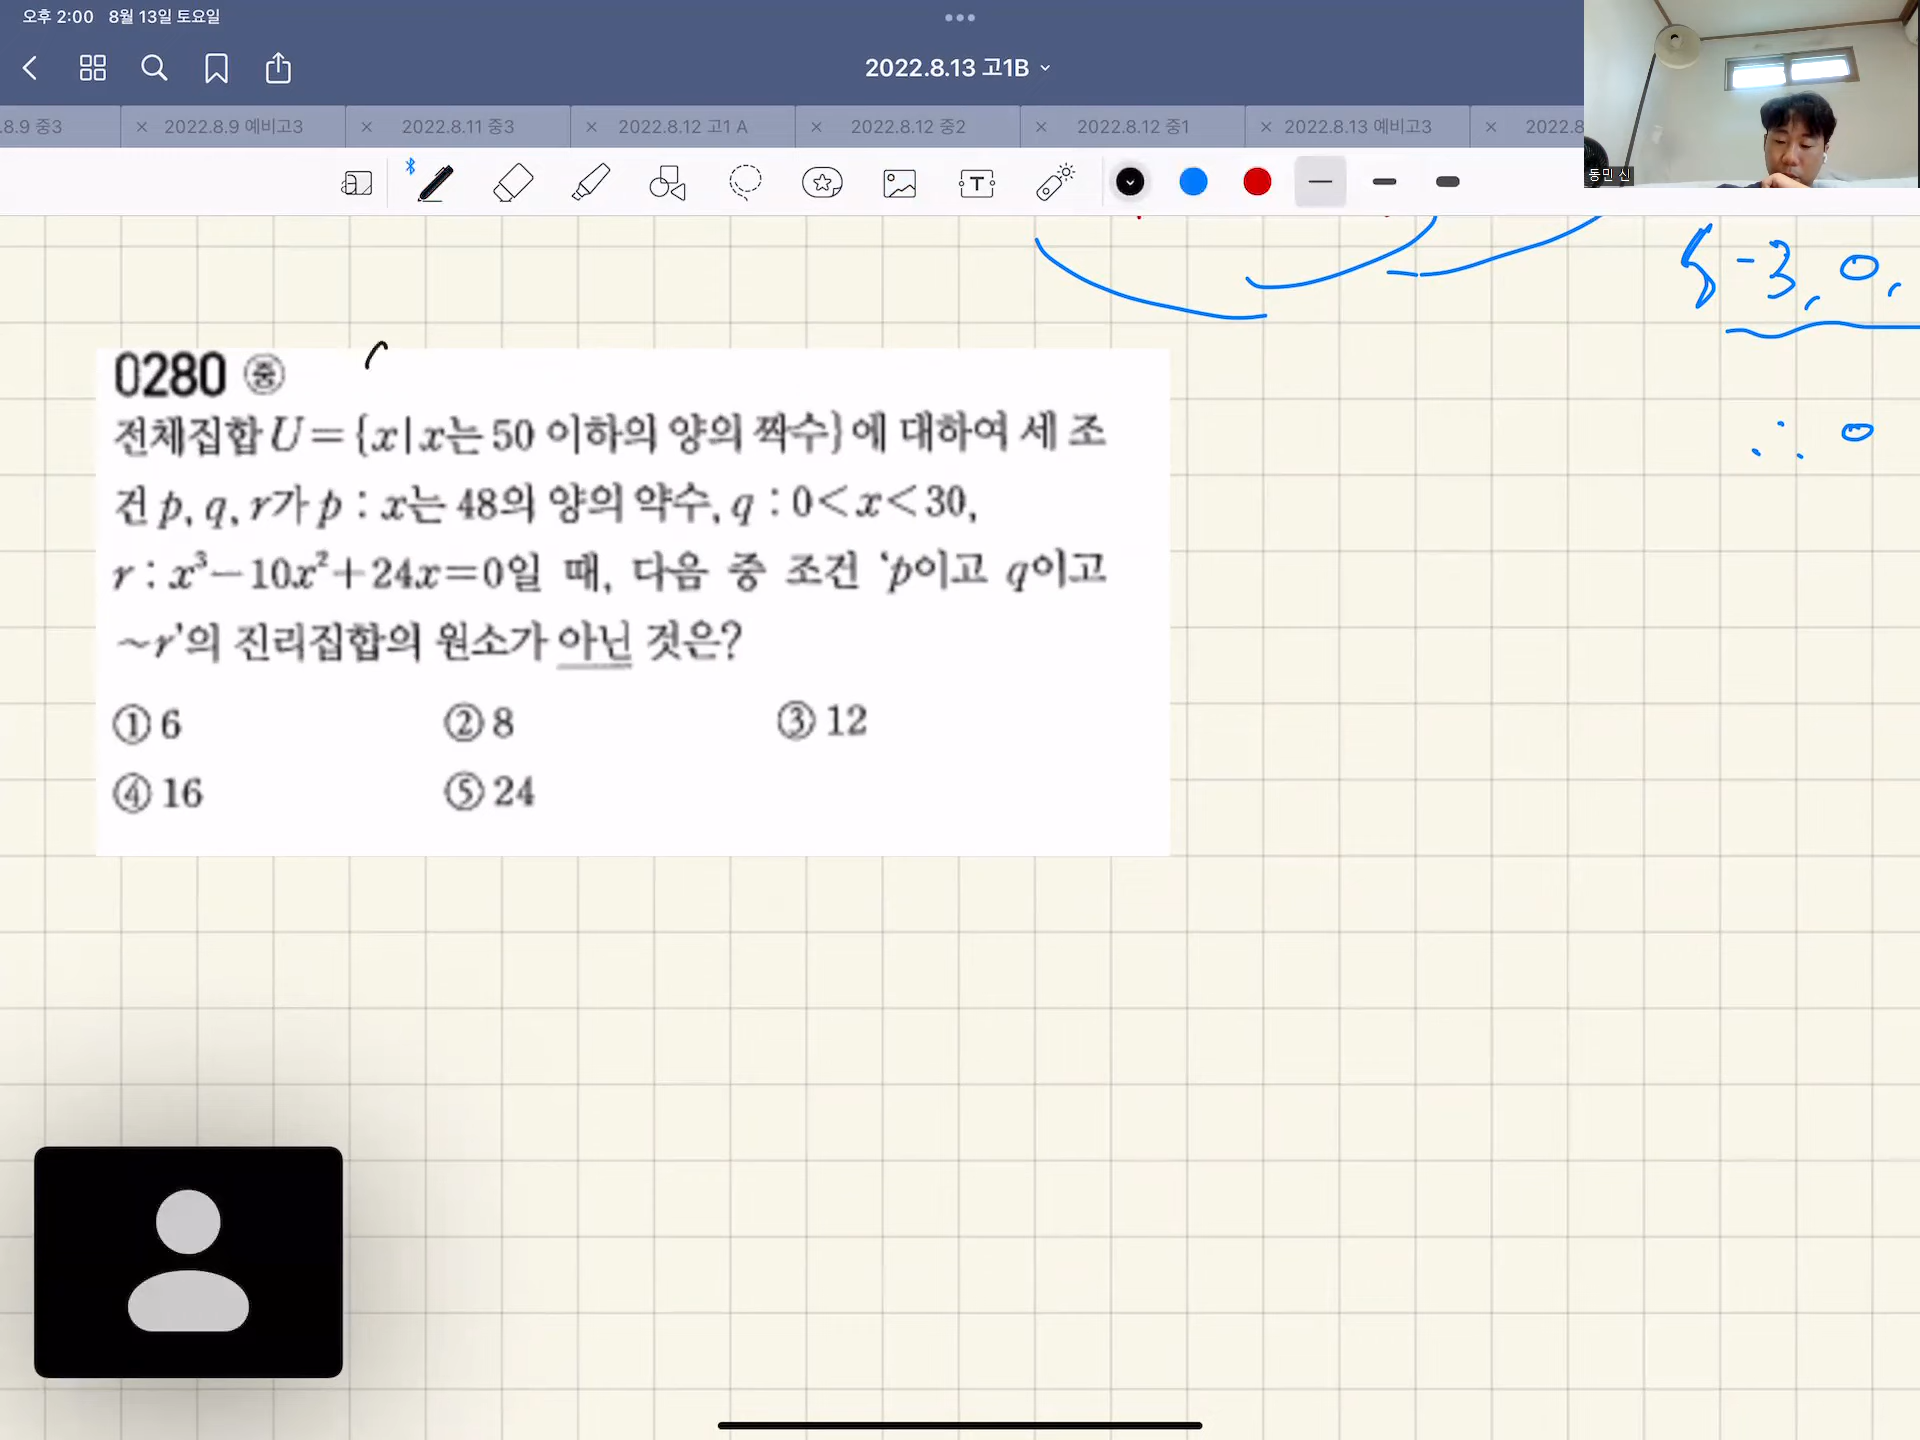 오후 2:00 8월 13일 토요일
2022.8.13 고1B
.8.9 중3
2022.8.9 예비고3
2022.8.11 중3
2022.8.12 고1 A
2022.8.12 중2
2022.8.12 중1
2022.8.13 예비고3
2022.8
동민 신
{-3, 0,
∴ 0
0280 중
전체집합 U={x|x는 50 이하의 양의 짝수}에 대하여 세 조
건 p, q, r가 p : x는 48의 양의 약수, q : 0<x<30,
r : x³-10x²+24x=0일 때, 다음 중 조건 ‘p이고 q이고
~r’의 진리집합의 원소가 아닌 것은?
① 6 ② 8 ③ 12
④ 16 ⑤ 24